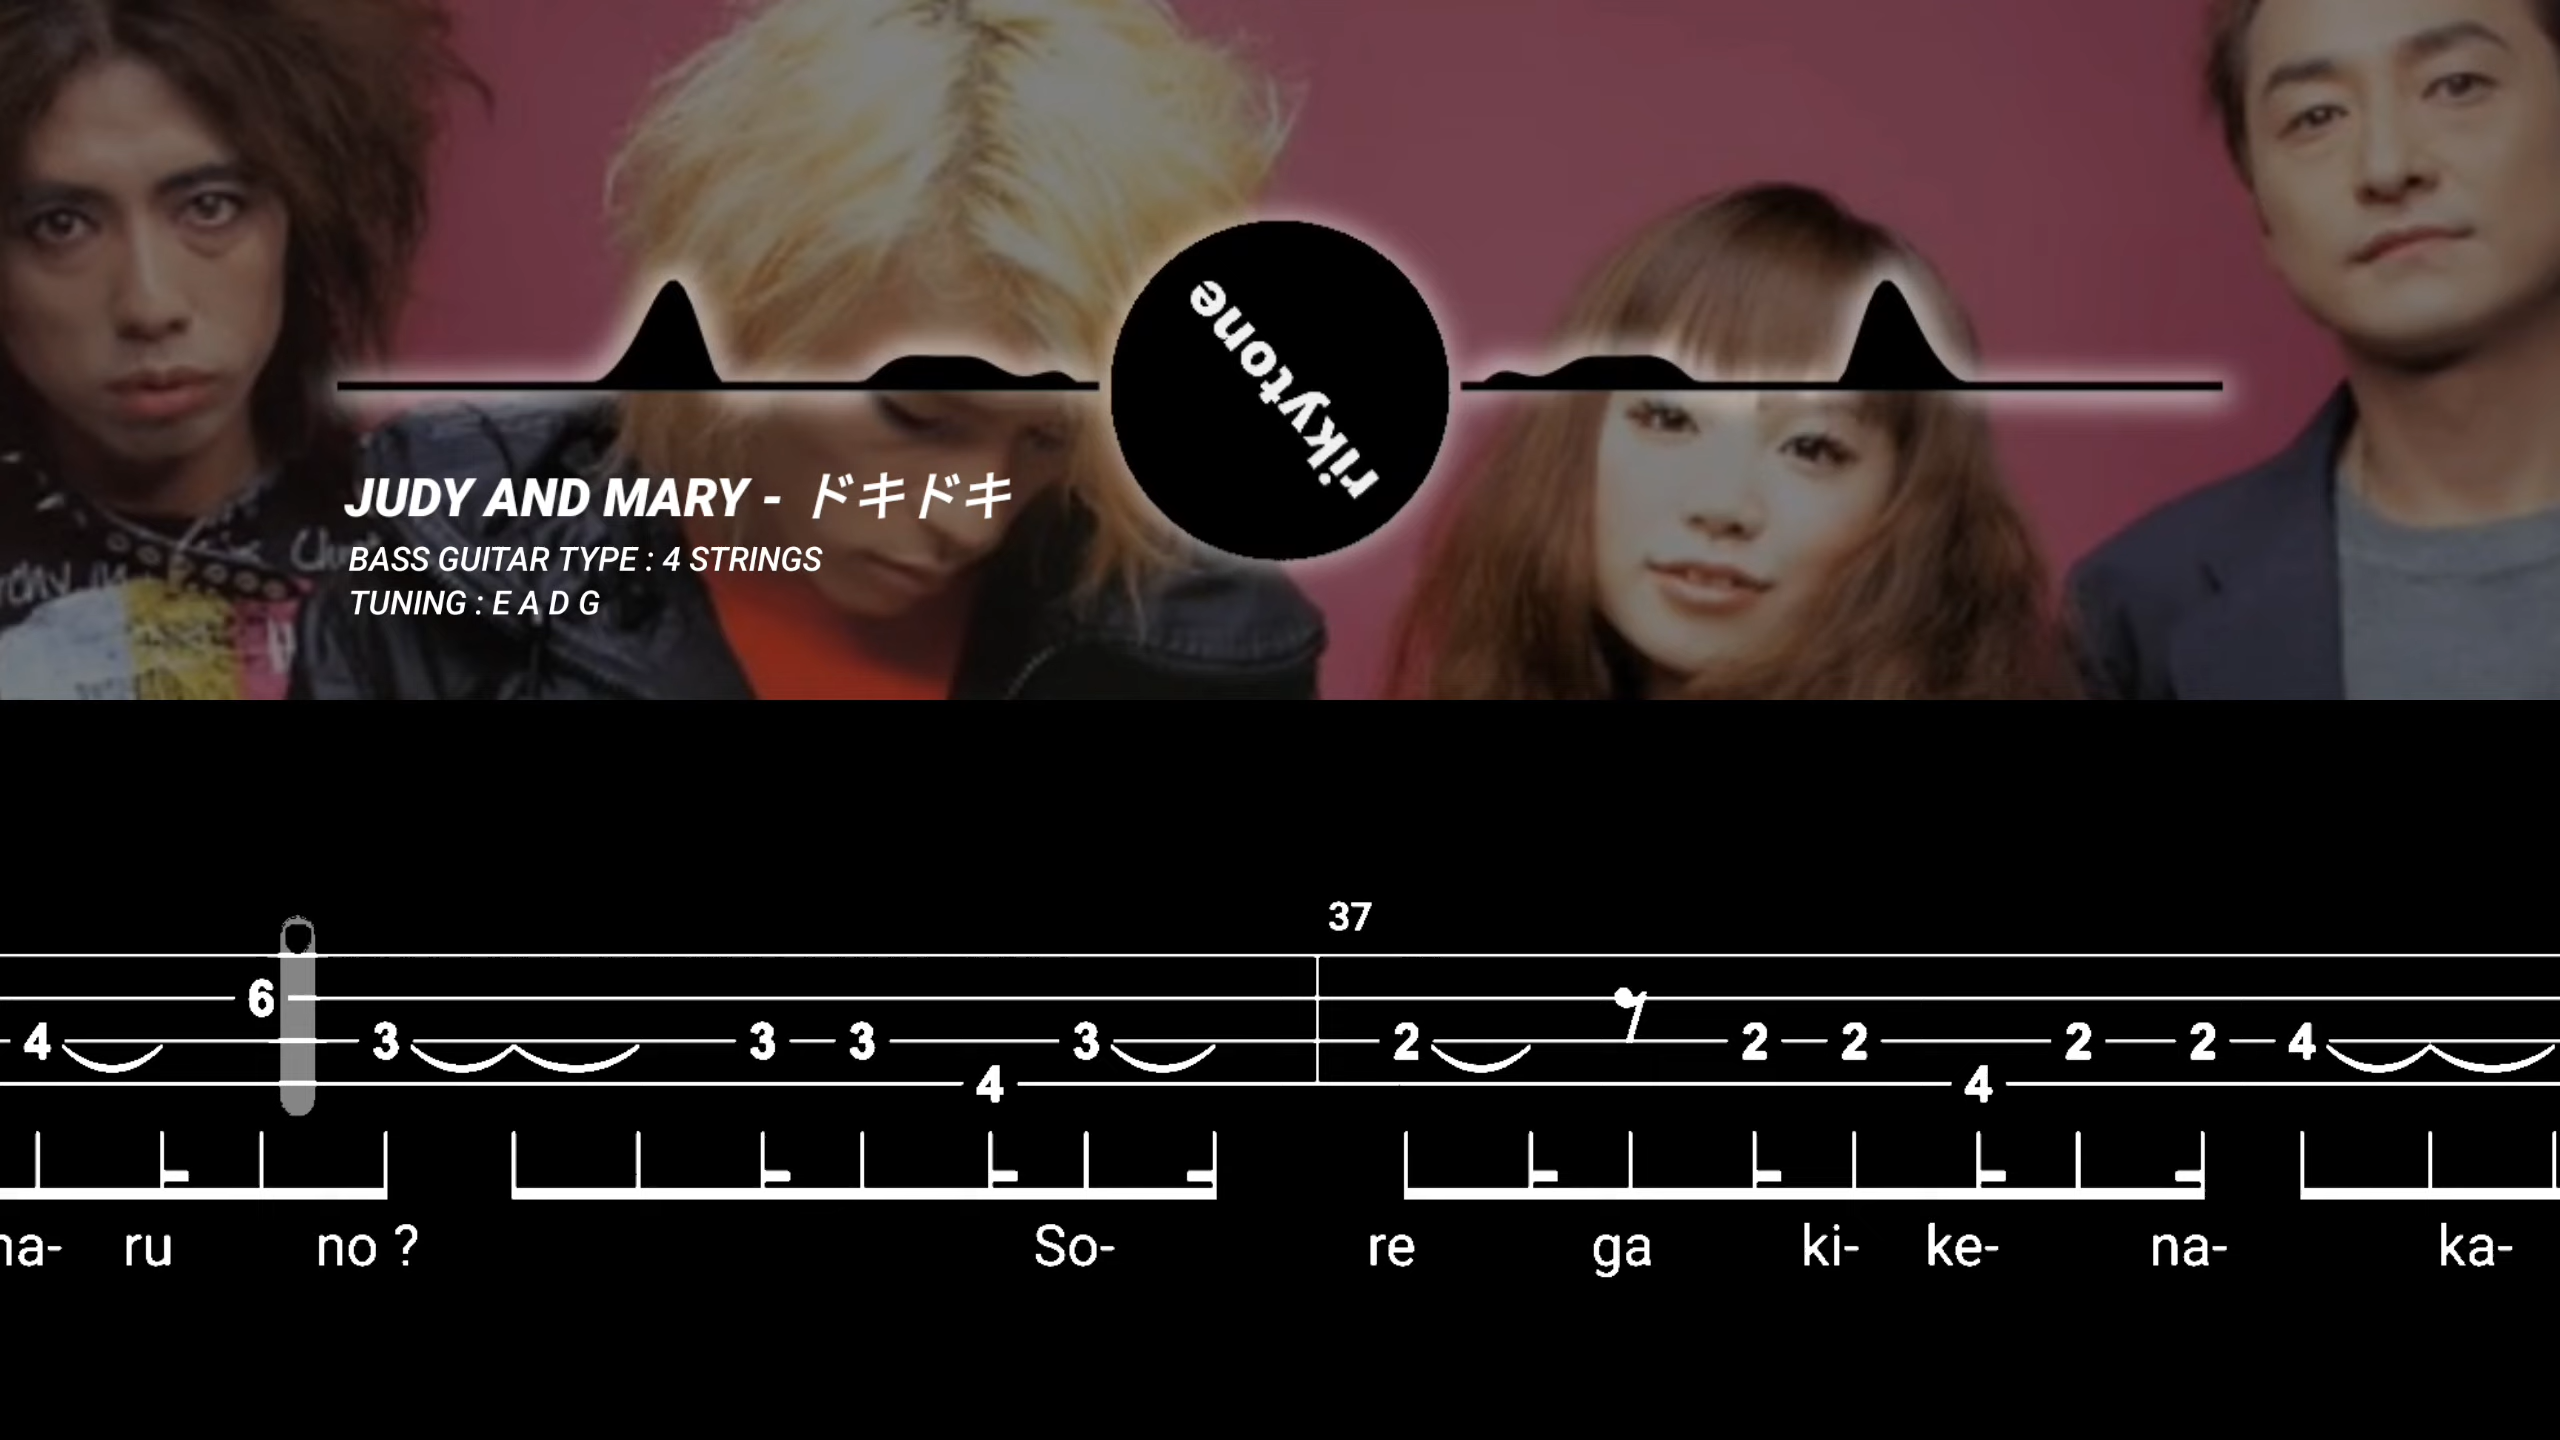 rikytone
JUDY AND MARY - ドキドキ
BASS GUITAR TYPE : 4 STRINGS
TUNING : E A D G
37
6
4 3 3 3 3 2 2 2 2 2 4
4 4
ru no ? So- re ga ki- ke- na- ka-